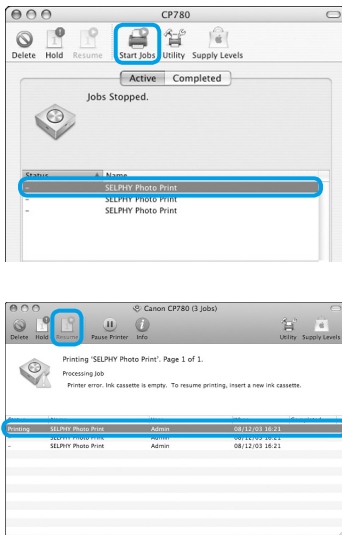 CP780
Delete Hold Resume Start Jobs Utility Supply Levels
Active Completed
Jobs Stopped.
Status Name
- SELPHY Photo Print
- SELPHY Photo Print
- SELPHY Photo Print
Canon CP780 (3 Jobs)
Delete Hold Resume Pause Printer Info Utility Supply Levels
Printing 'SELPHY Photo Print'. Page 1 of 1.
Processing Job
Printer error. Ink cassette is empty. To resume printing, insert a new ink cassette.
Status Name User
Printing SELPHY Photo Print Admin 08/12/03 16:21
- SELPHY Photo Print Admin 08/12/03 16:21
- SELPHY Photo Print Admin 08/12/03 16:21